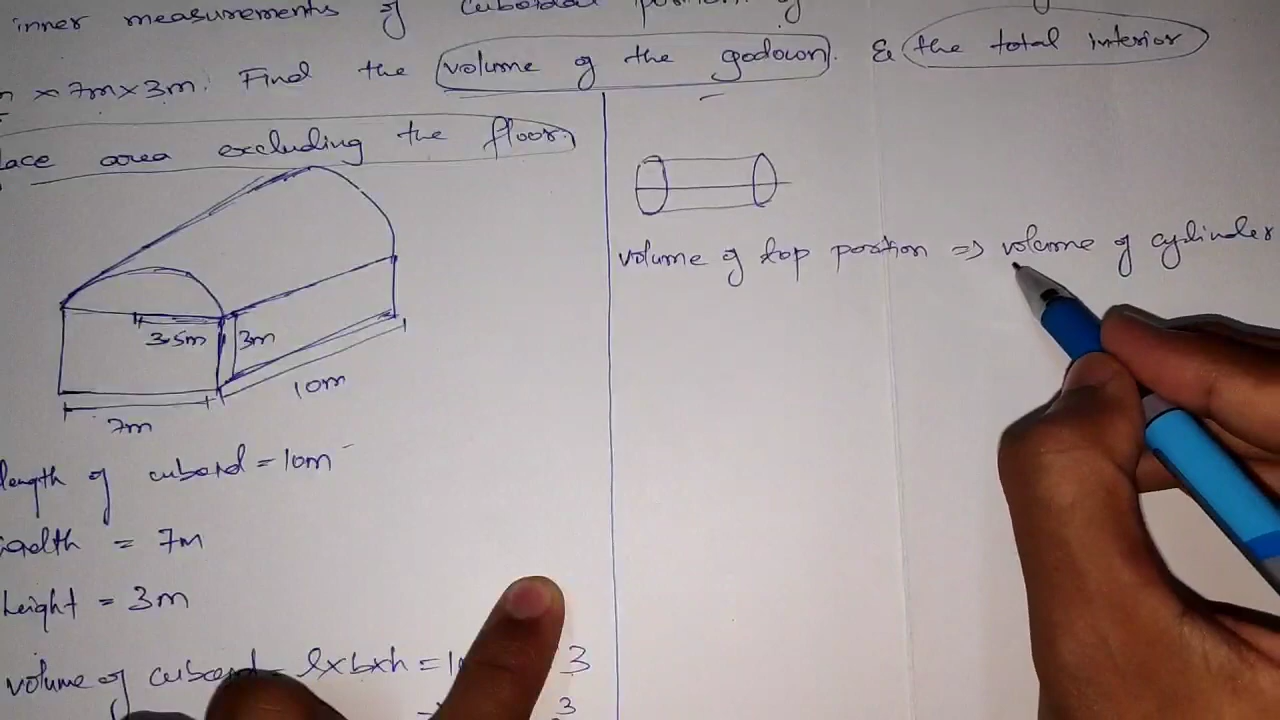 inner measurements of cuboidal portion of
× 7m × 3m. Find the volume of the godown. & the total interior
face area excluding the floor.
3.5m
3m
10m
7m
length of cuboid = 10m
= 7m
height = 3m
volume of cuboid = l×b×h = 3
3
volume of top portion => volume of cylinder